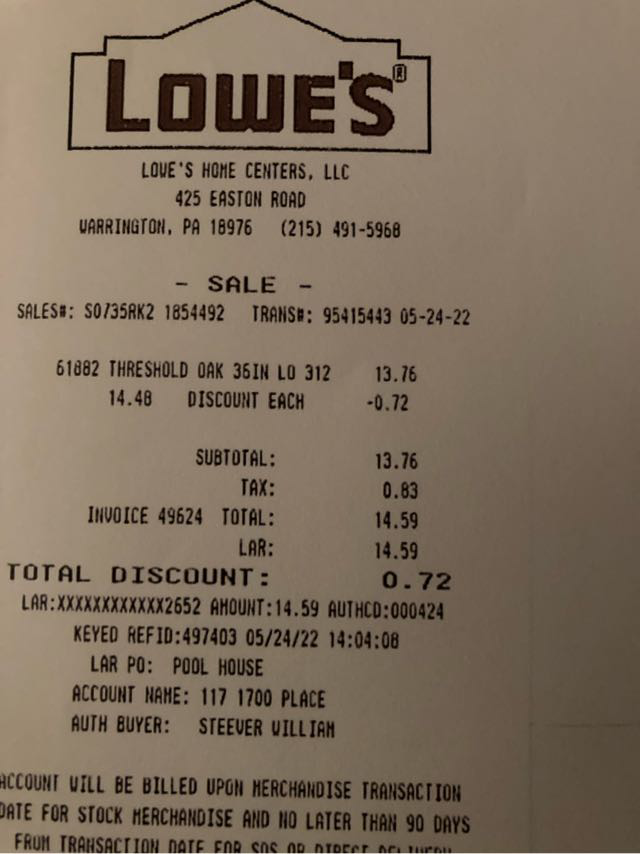 LOWE'S®
LOWE'S HOME CENTERS, LLC
425 EASTON ROAD
WARRINGTON, PA 18976 (215) 491-5968
- SALE -
SALES#: S0735RK2 1854492 TRANS#: 95415443 05-24-22
61882 THRESHOLD OAK 36IN LO 312 13.76
14.48 DISCOUNT EACH -0.72
SUBTOTAL: 13.76
TAX: 0.83
INVOICE 49624 TOTAL: 14.59
LAR: 14.59
TOTAL DISCOUNT: 0.72
LAR:XXXXXXXXXXXX2652 AMOUNT:14.59 AUTHCD:000424
KEYED REFID:497403 05/24/22 14:04:08
LAR PO: POOL HOUSE
ACCOUNT NAME: 117 1700 PLACE
AUTH BUYER: STEEVER WILLIAM
ACCOUNT WILL BE BILLED UPON MERCHANDISE TRANSACTION
DATE FOR STOCK MERCHANDISE AND NO LATER THAN 90 DAYS
FROM TRANSACTION DATE FOR SOS OR DIRECT DELIVERY